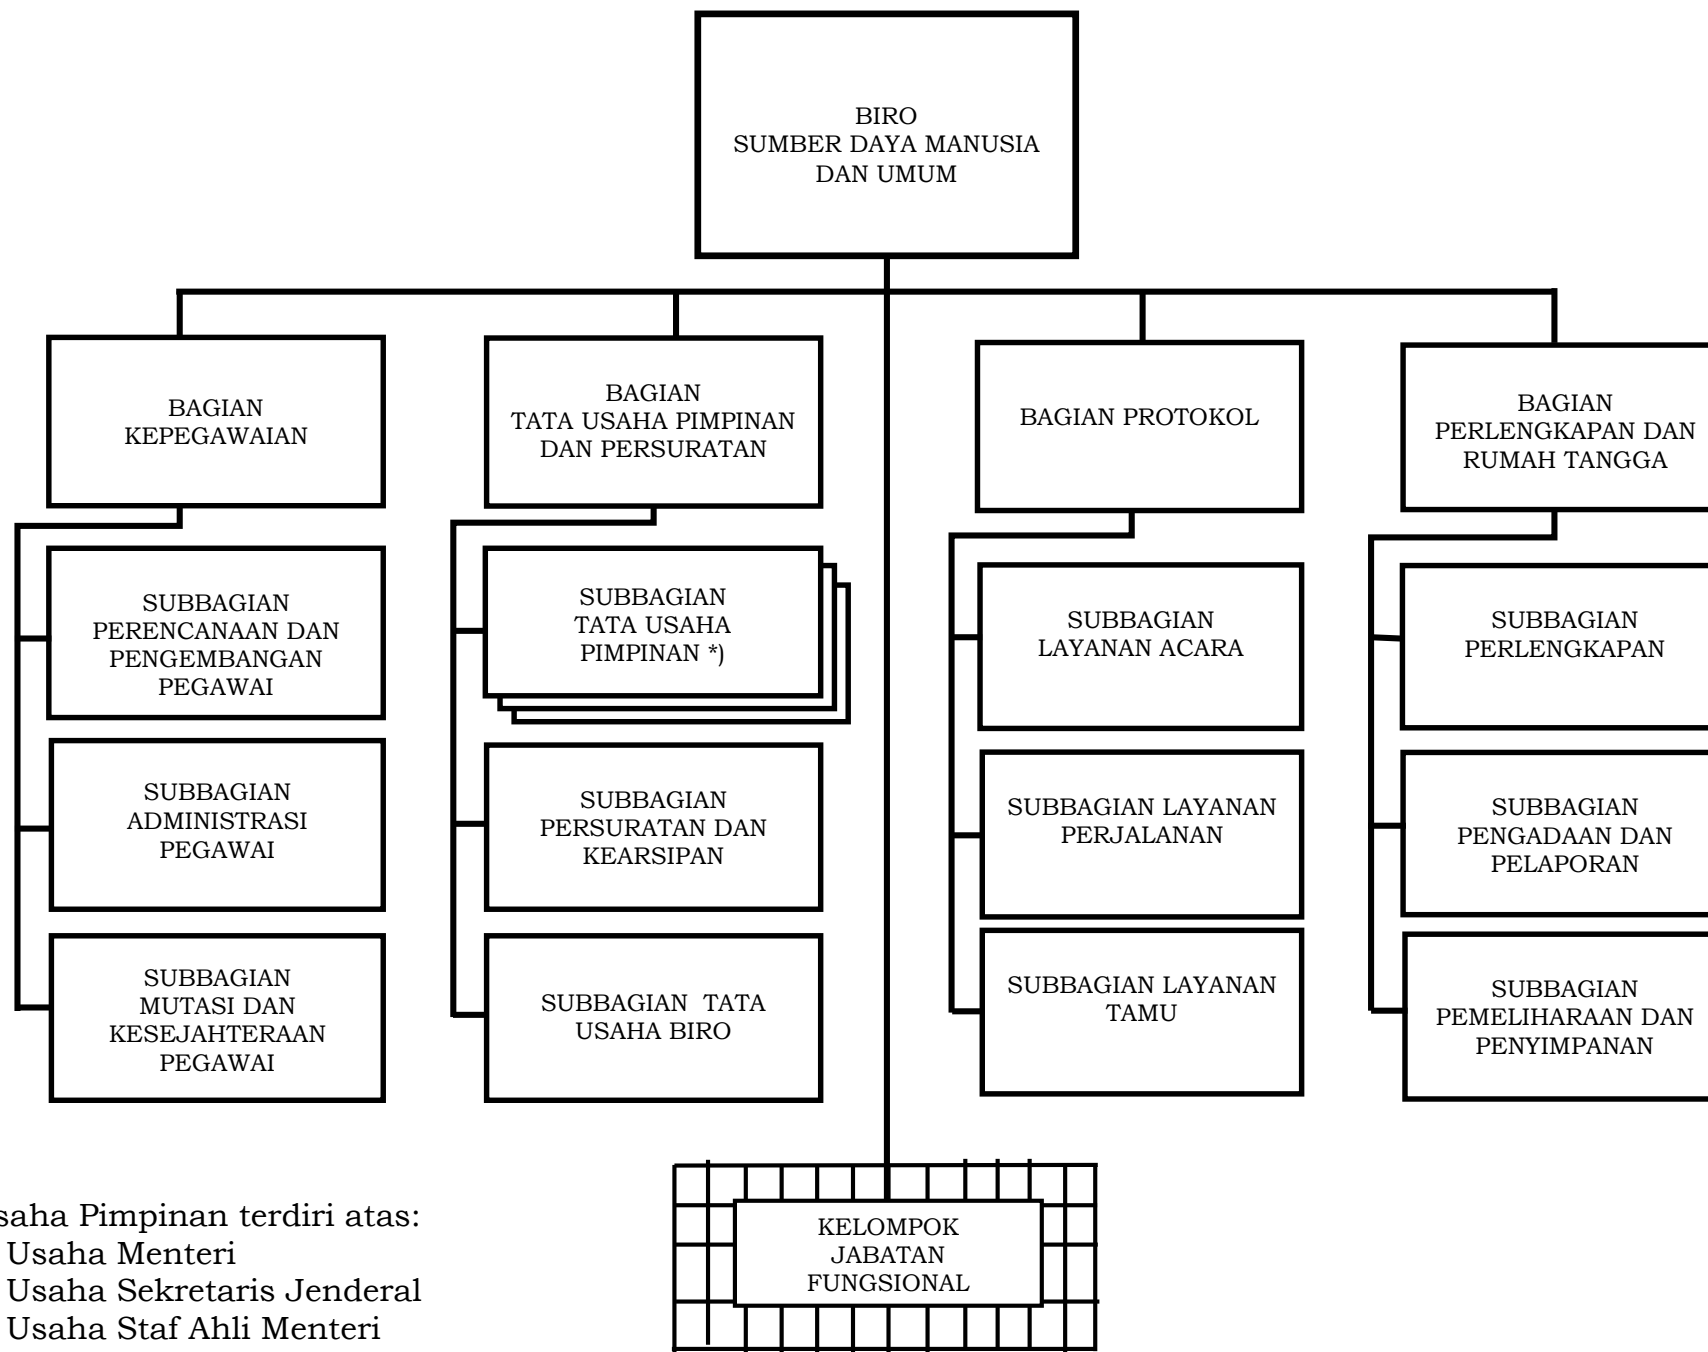 BIRO
SUMBER DAYA MANUSIA
DAN UMUM
BAGIAN
KEPEGAWAIAN
BAGIAN
TATA USAHA PIMPINAN
DAN PERSURATAN
BAGIAN PROTOKOL
BAGIAN
PERLENGKAPAN DAN
RUMAH TANGGA
SUBBAGIAN
PERENCANAAN DAN
PENGEMBANGAN
PEGAWAI
SUBBAGIAN
ADMINISTRASI
PEGAWAI
SUBBAGIAN
MUTASI DAN
KESEJAHTERAAN
PEGAWAI
SUBBAGIAN
TATA USAHA
PIMPINAN *)
SUBBAGIAN
PERSURATAN DAN
KEARSIPAN
SUBBAGIAN TATA
USAHA BIRO
SUBBAGIAN
LAYANAN ACARA
SUBBAGIAN LAYANAN
PERJALANAN
SUBBAGIAN LAYANAN
TAMU
SUBBAGIAN
PERLENGKAPAN
SUBBAGIAN
PENGADAAN DAN
PELAPORAN
SUBBAGIAN
PEMELIHARAAN DAN
PENYIMPANAN
KELOMPOK
JABATAN
FUNGSIONAL
saha Pimpinan terdiri atas:
Usaha Menteri
Usaha Sekretaris Jenderal
Usaha Staf Ahli Menteri